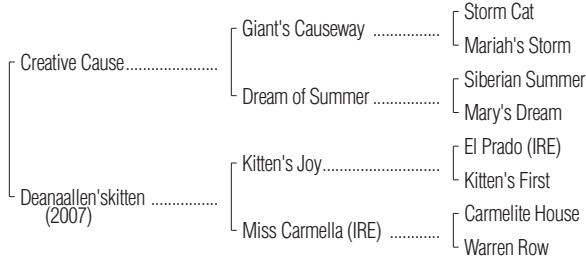 Storm Cat
Giant's Causeway ..................
Mariah's Storm
Creative Cause........................
Siberian Summer
Dream of Summer ..................
Mary's Dream
El Prado (IRE)
Kitten's Joy................................
Kitten's First
Deanaallen'skitten ..................
(2007)
Carmelite House
Miss Carmella (IRE) ..............
Warren Row